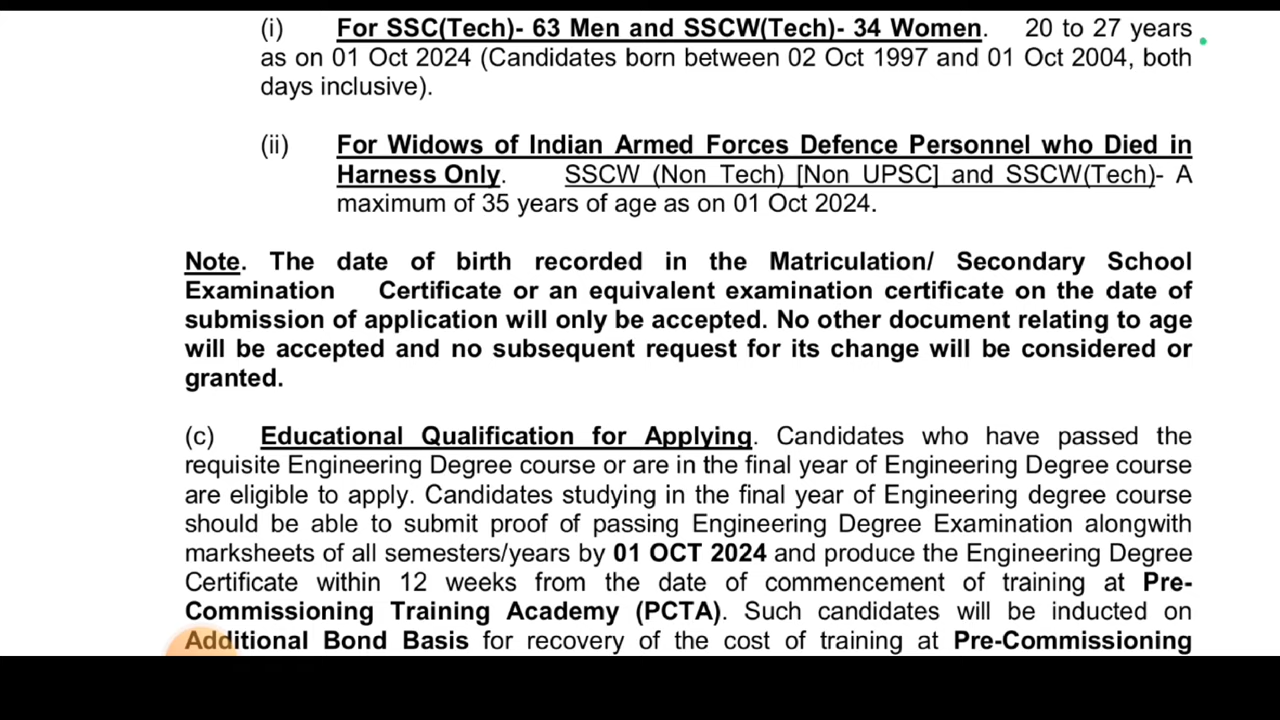 (i) For SSC(Tech)- 63 Men and SSCW(Tech)- 34 Women. 20 to 27 years
as on 01 Oct 2024 (Candidates born between 02 Oct 1997 and 01 Oct 2004, both
days inclusive).
(ii) For Widows of Indian Armed Forces Defence Personnel who Died in
Harness Only. SSCW (Non Tech) [Non UPSC] and SSCW(Tech)- A
maximum of 35 years of age as on 01 Oct 2024.
Note. The date of birth recorded in the Matriculation/ Secondary School
Examination Certificate or an equivalent examination certificate on the date of
submission of application will only be accepted. No other document relating to age
will be accepted and no subsequent request for its change will be considered or
granted.
(c) Educational Qualification for Applying. Candidates who have passed the
requisite Engineering Degree course or are in the final year of Engineering Degree course
are eligible to apply. Candidates studying in the final year of Engineering degree course
should be able to submit proof of passing Engineering Degree Examination alongwith
marksheets of all semesters/years by 01 OCT 2024 and produce the Engineering Degree
Certificate within 12 weeks from the date of commencement of training at Pre-
Commissioning Training Academy (PCTA). Such candidates will be inducted on
Additional Bond Basis for recovery of the cost of training at Pre-Commissioning